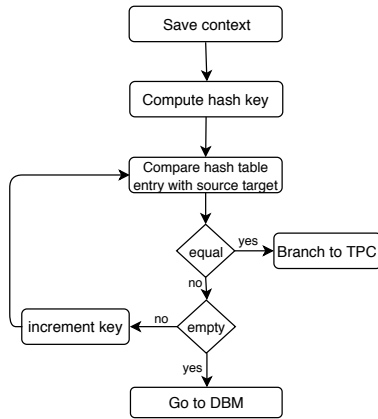 Save context
Compute hash key
Compare hash table
entry with source target
equal
yes
Branch to TPC
no
empty
no
increment key
yes
Go to DBM